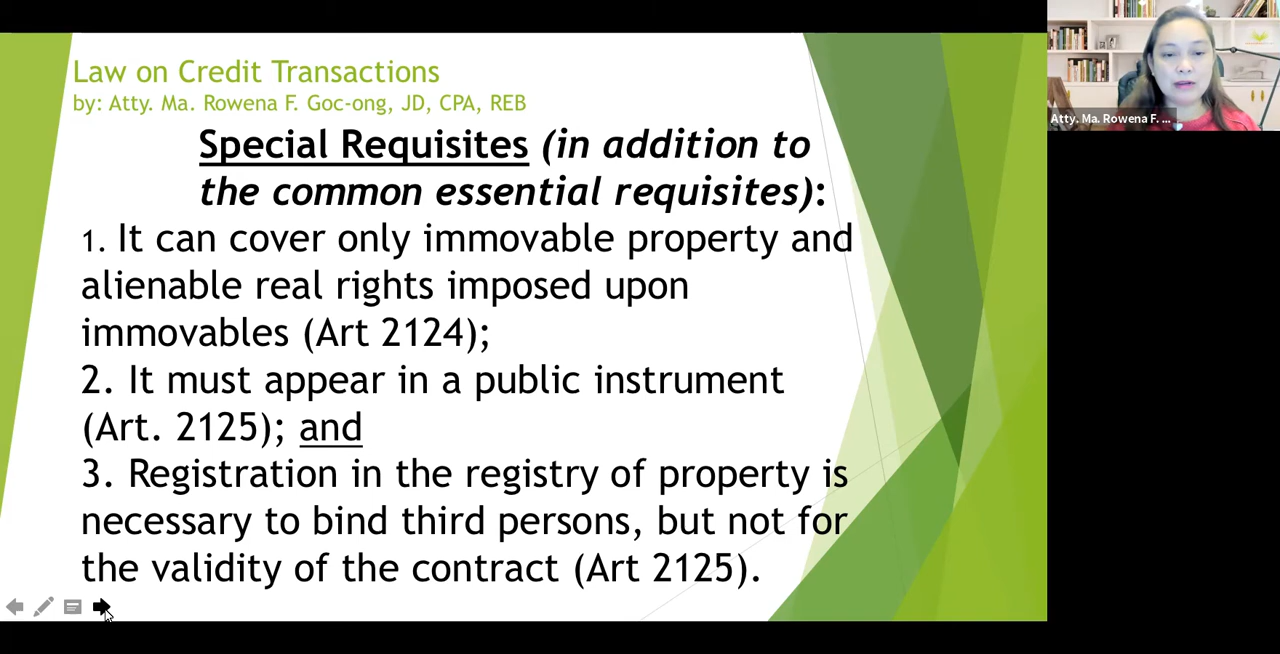 Law on Credit Transactions
by: Atty. Ma. Rowena F. Goc-ong, JD, CPA, REB
Special Requisites (in addition to
the common essential requisites):
1. It can cover only immovable property and
alienable real rights imposed upon
immovables (Art 2124);
2. It must appear in a public instrument
(Art. 2125); and
3. Registration in the registry of property is
necessary to bind third persons, but not for
the validity of the contract (Art 2125).
Atty. Ma. Rowena F. ...